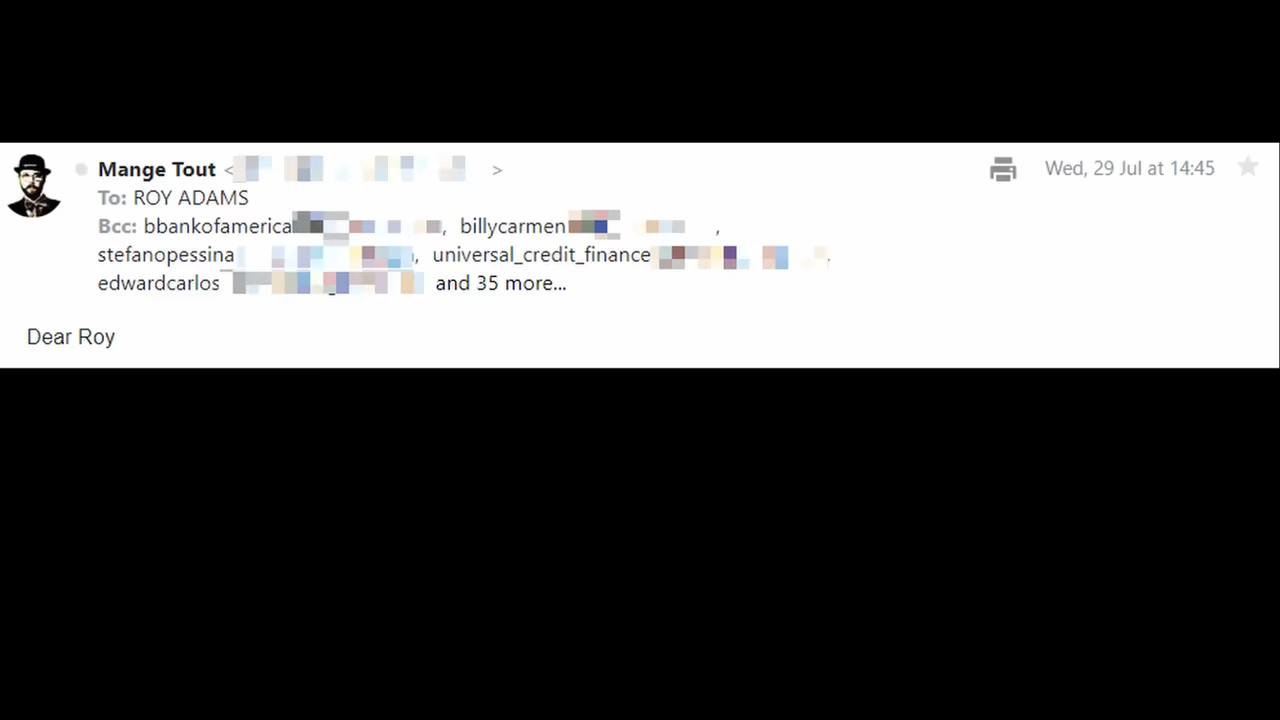 Mange Tout < >
Wed, 29 Jul at 14:45
To: ROY ADAMS
Bcc: bbankofamerica , billycarmen ,
stefanopessina , universal_credit_finance ,
edwardcarlos and 35 more...
Dear Roy